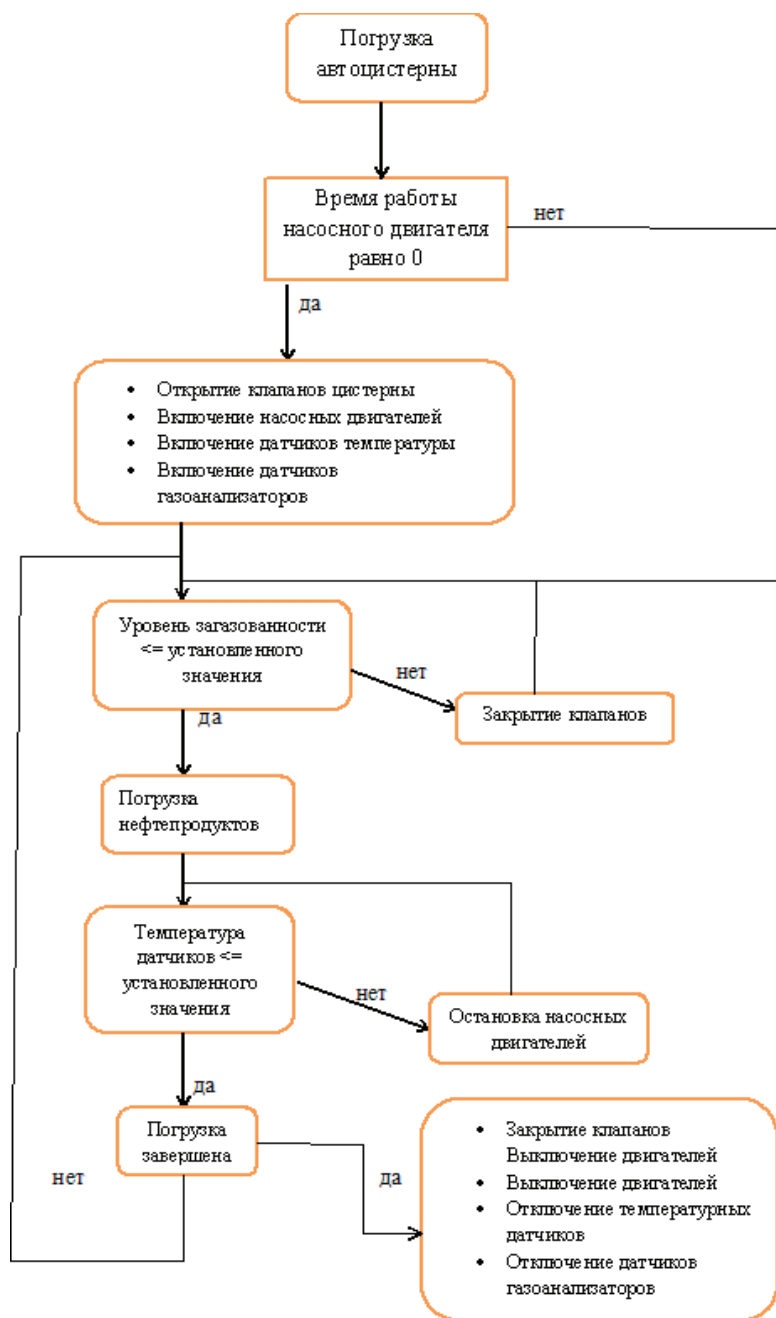 Погрузка
автоцистерны
Время работы
насосного двигателя
равно 0
нет
да
• Открытие клапанов цистерны
• Включение насосных двигателей
• Включение датчиков температуры
• Включение датчиков
газоанализаторов
Уровень загазованности
<= установленного
значения
нет
Закрытие клапанов
да
Погрузка
нефтепродуктов
Температура
датчиков <=
установленного
значения
нет
Остановка насосных
двигателей
да
Погрузка
завершена
нет
да
• Закрытие клапанов
Выключение двигателей
• Выключение двигателей
• Отключение температурных
датчиков
• Отключение датчиков
газоанализаторов